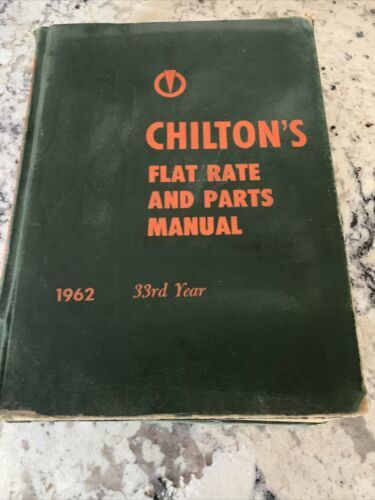 CHILTON'S
FLAT RATE
AND PARTS
MANUAL
1962 33rd Year